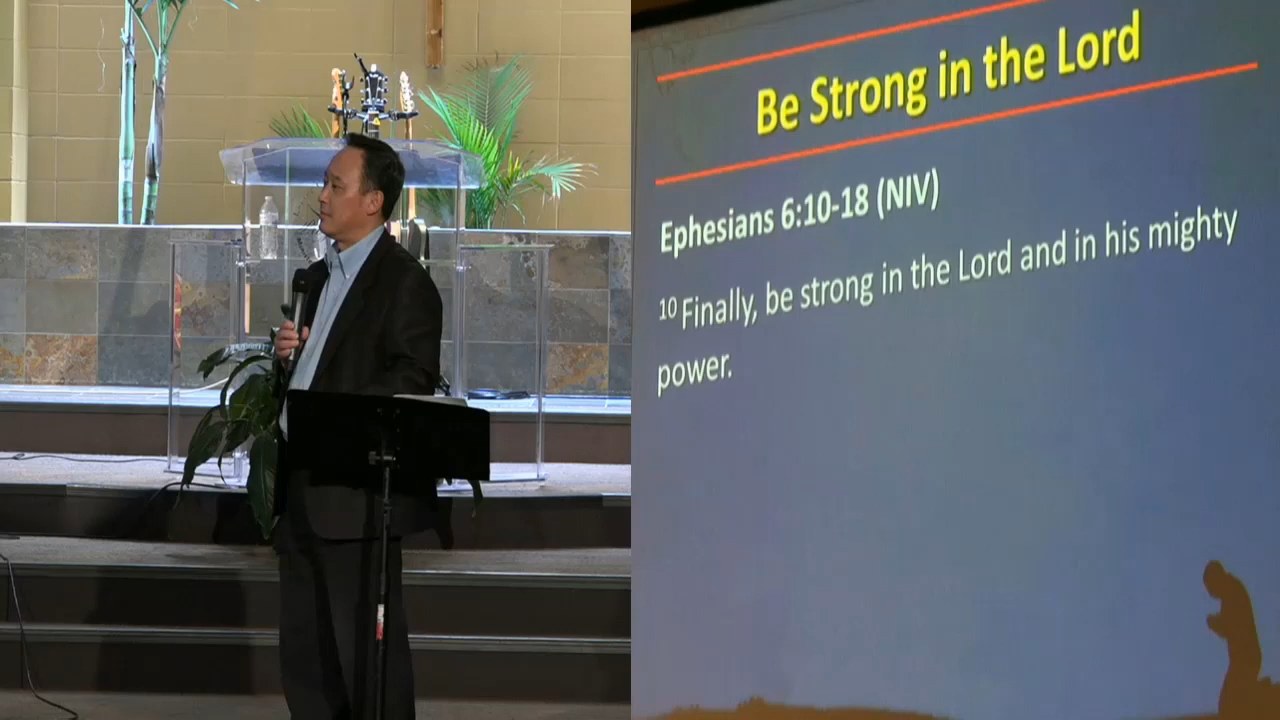 Be Strong in the Lord
Ephesians 6:10-18 (NIV)
10 Finally, be strong in the Lord and in his mighty
power.